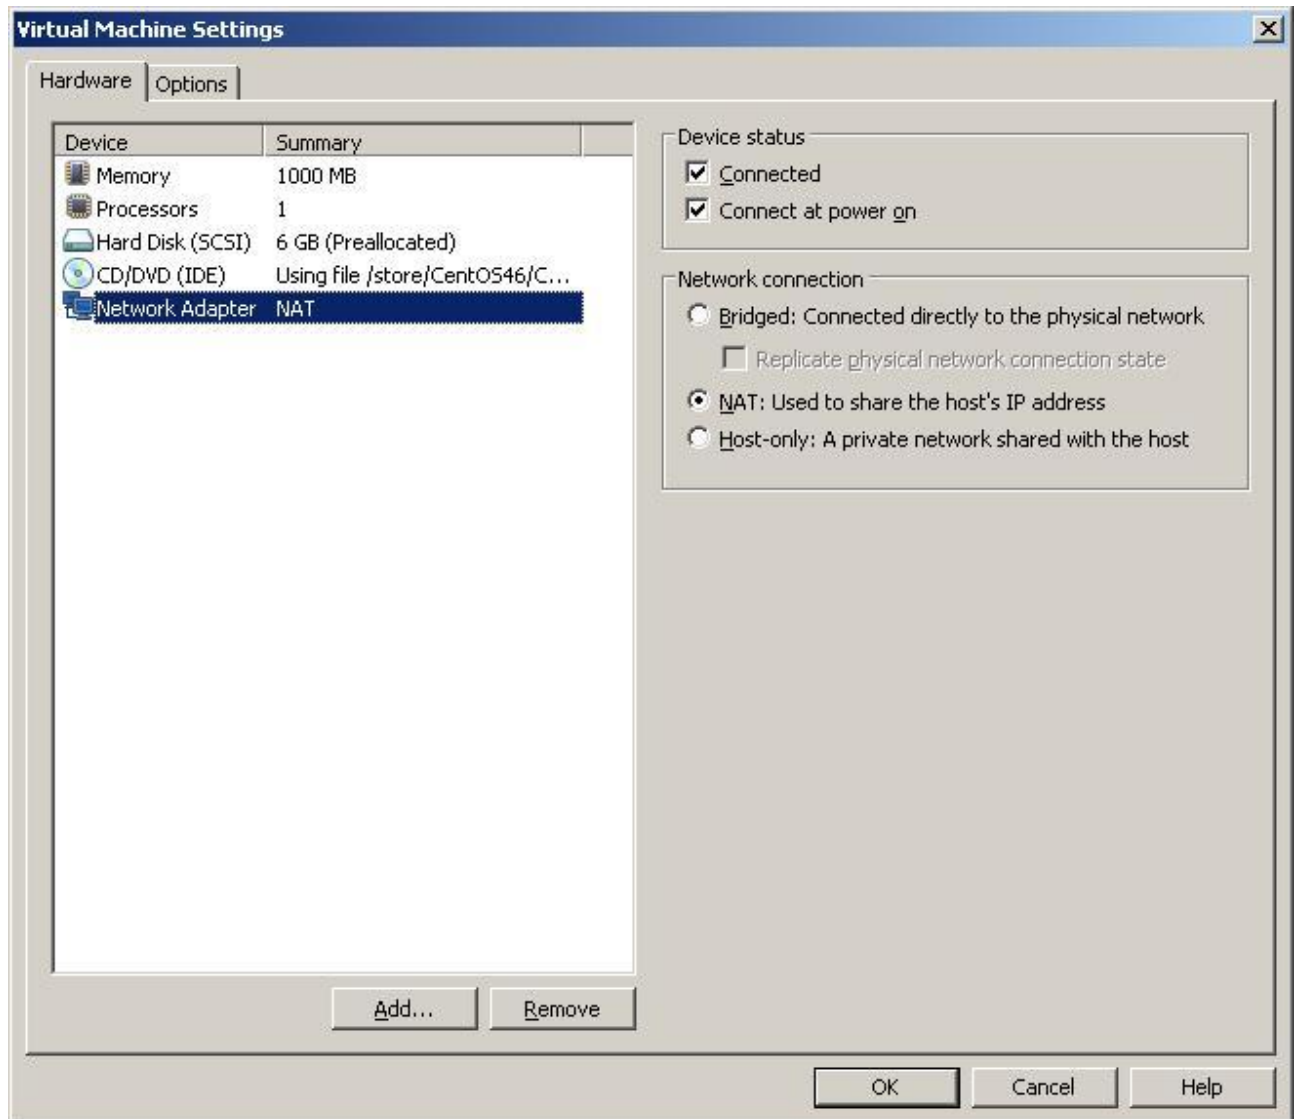 Virtual Machine Settings
Hardware Options
Device Summary
Memory 1000 MB
Processors 1
Hard Disk (SCSI) 6 GB (Preallocated)
CD/DVD (IDE) Using file /store/CentOS46/C...
Network Adapter NAT
Add... Remove
Device status
Connected
Connect at power on
Network connection
Bridged: Connected directly to the physical network
Replicate physical network connection state
NAT: Used to share the host's IP address
Host-only: A private network shared with the host
OK Cancel Help